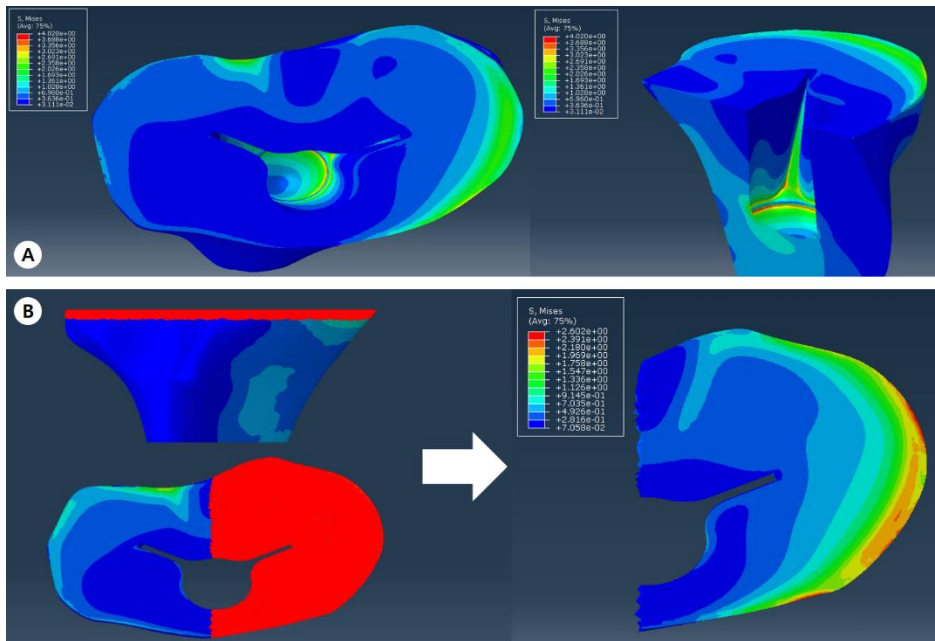 S, Mises
(Avg: 75%)
+4.020e+00
+3.688e+00
+3.356e+00
+3.023e+00
+2.691e+00
+2.358e+00
+2.026e+00
+1.693e+00
+1.361e+00
+1.028e+00
+6.960e-01
+3.636e-01
+3.111e-02
S, Mises
(Avg: 75%)
+4.020e+00
+3.688e+00
+3.356e+00
+3.023e+00
+2.691e+00
+2.358e+00
+2.026e+00
+1.693e+00
+1.361e+00
+1.028e+00
+6.960e-01
+3.636e-01
+3.111e-02
A
B
S, Mises
(Avg: 75%)
+2.602e+00
+2.391e+00
+2.180e+00
+1.969e+00
+1.758e+00
+1.547e+00
+1.336e+00
+1.126e+00
+9.145e-01
+7.035e-01
+4.926e-01
+2.816e-01
+7.058e-02